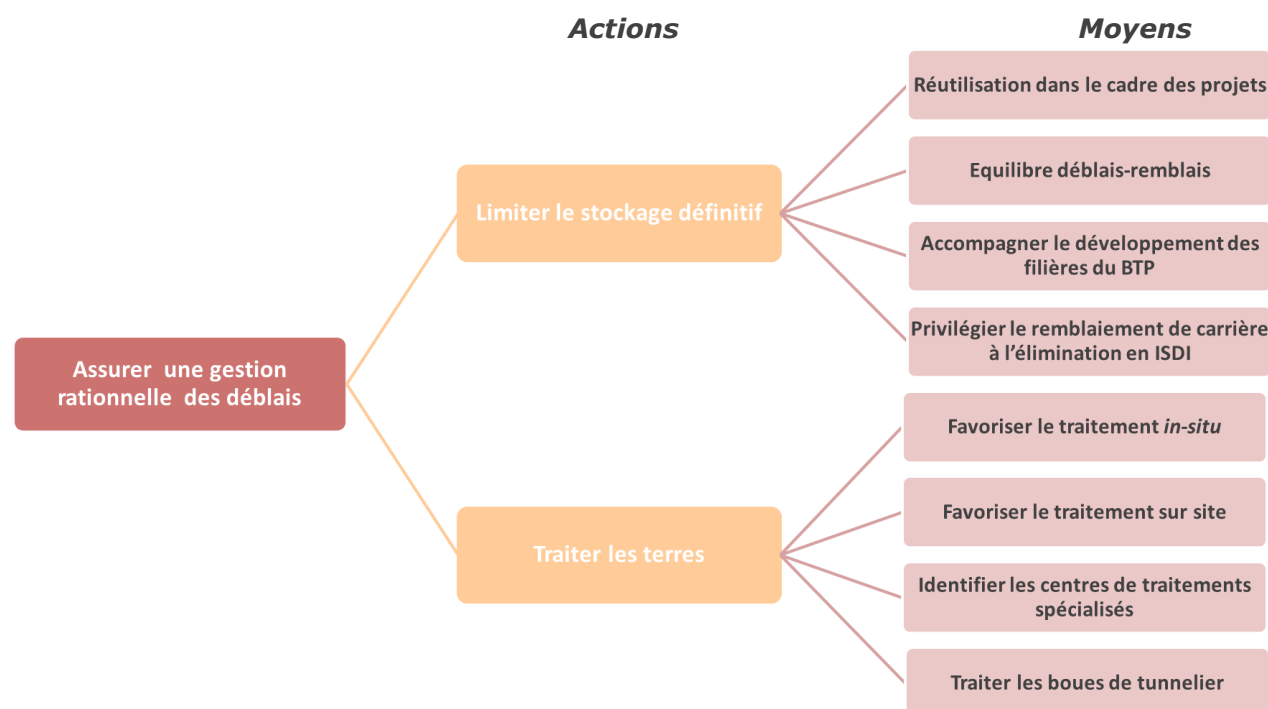 Actions
Moyens
Réutilisation dans le cadre des projets
Equilibre déblais-remblais
Limiter le stockage définitif
Accompagner le développement des
filières du BTP
Privilégier le remblaiement de carrière
à l’élimination en ISDI
Assurer une gestion
rationnelle des déblais
Favoriser le traitement in-situ
Favoriser le traitement sur site
Traiter les terres
Identifier les centres de traitements
spécialisés
Traiter les boues de tunnelier